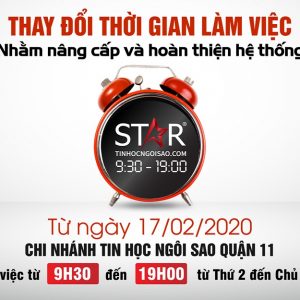 THAY ĐỔI THỜI GIAN LÀM VIỆC
Nhằm nâng cấp và hoàn thiện hệ thống
STAR®
TINHOCNGOISAO.COM
9:30 - 19:00
Từ ngày 17/02/2020
CHI NHÁNH TIN HỌC NGÔI SAO QUẬN 11
việc từ 9H30 đến 19H00 từ Thứ 2 đến Chủ